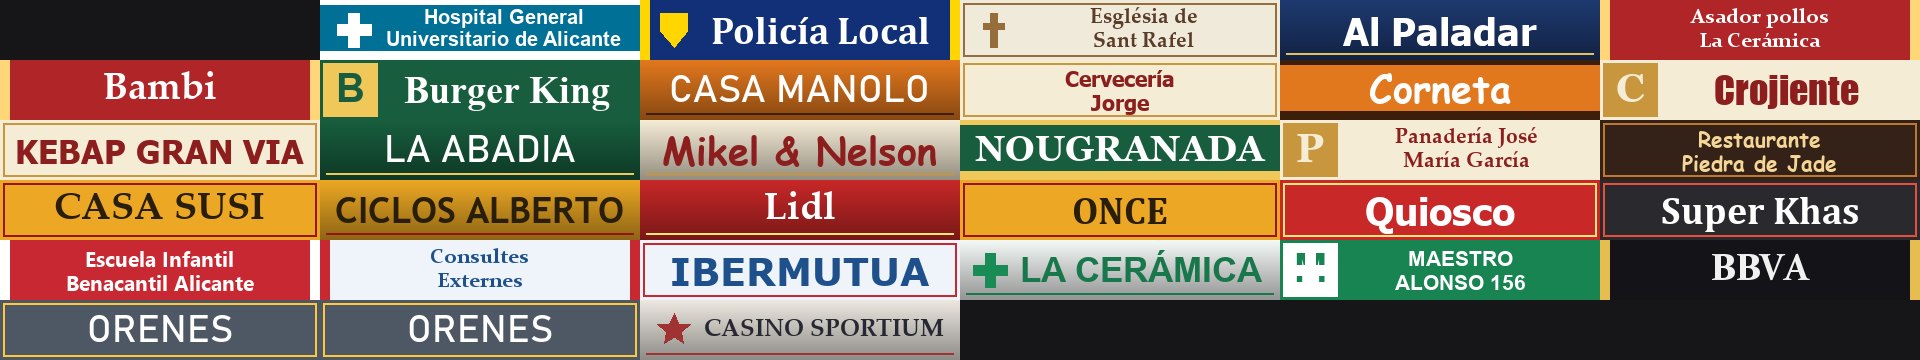 Hospital General
Universitario de Alicante
Policía Local
Església de
Sant Rafel
Al Paladar
Asador pollos
La Cerámica
Bambi
B
Burger King
CASA MANOLO
Cervecería
Jorge
Corneta
C
Crojiente
KEBAP GRAN VIA
LA ABADIA
Mikel & Nelson
NOUGRANADA
P
Panadería José
María García
Restaurante
Piedra de Jade
CASA SUSI
CICLOS ALBERTO
Lidl
ONCE
Quiosco
Super Khas
Escuela Infantil
Benacantil Alicante
Consultes
Externes
IBERMUTUA
LA CERÁMICA
MAESTRO
ALONSO 156
BBVA
ORENES
ORENES
CASINO SPORTIUM